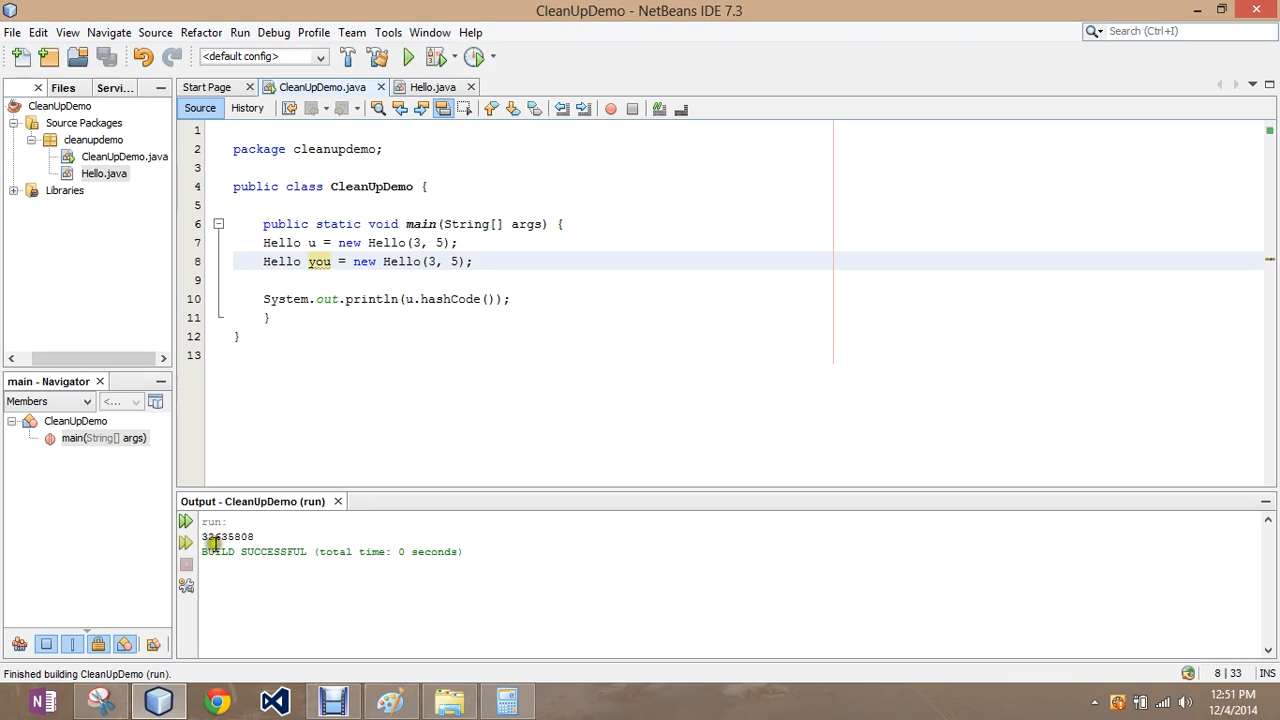 CleanUpDemo - NetBeans IDE 7.3
File Edit View Navigate Source Refactor Run Debug Profile Team Tools Window Help
Search (Ctrl+I)
<default config>
Files Servi...
Start Page CleanUpDemo.java Hello.java
Source History
CleanUpDemo
Source Packages
cleanupdemo
CleanUpDemo.java
Hello.java
Libraries
1
2 package cleanupdemo;
3
4 public class CleanUpDemo {
5
6 public static void main(String[] args) {
7 Hello u = new Hello(3, 5);
8 Hello you = new Hello(3, 5);
9
10 System.out.println(u.hashCode());
11 }
12 }
13
main - Navigator
Members <...
CleanUpDemo
main(String[] args)
Output - CleanUpDemo (run)
run:
32635808
BUILD SUCCESSFUL (total time: 0 seconds)
Finished building CleanUpDemo (run).
8 | 33 INS
12:51 PM
12/4/2014